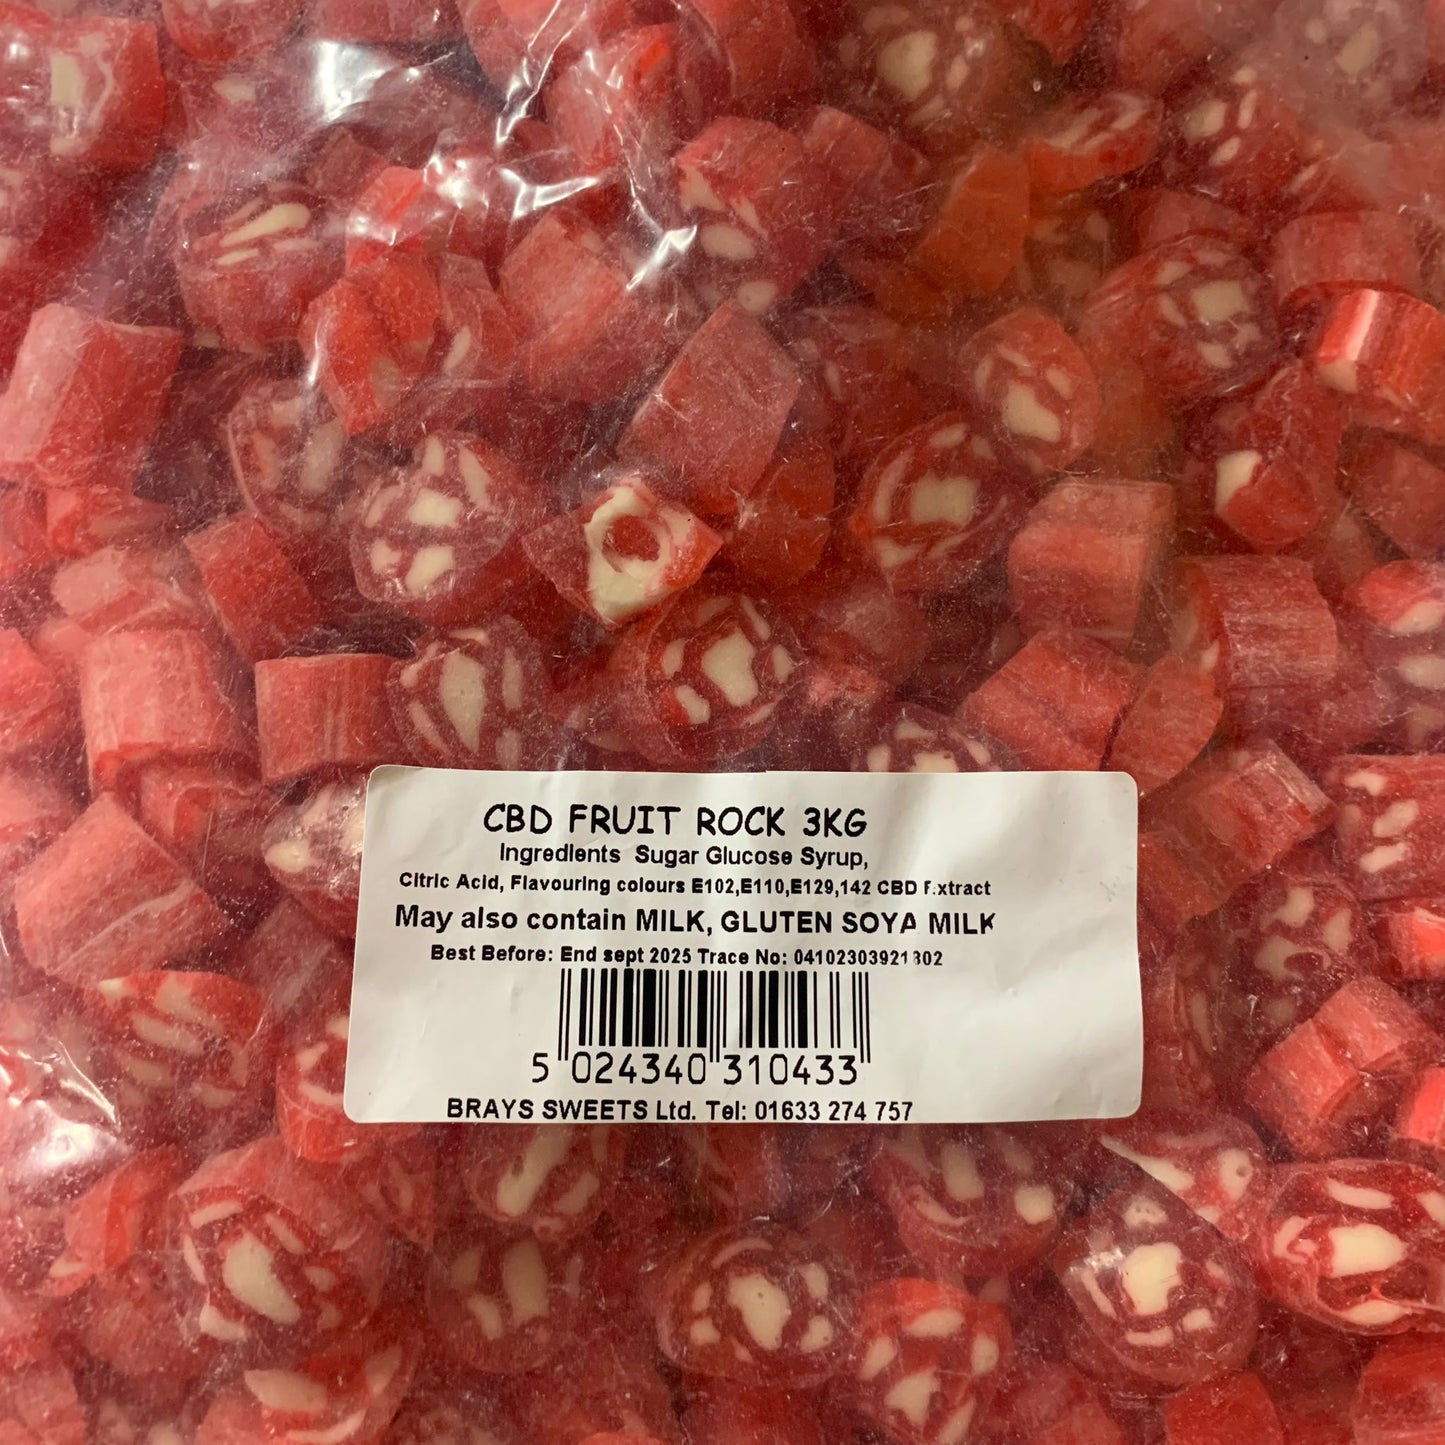 CBD FRUIT ROCK 3KG
Ingredients Sugar Glucose Syrup,
Citric Acid, Flavouring colours E102,E110,E129,142 CBD Extract
May also contain MILK, GLUTEN SOYA MILK
Best Before: End sept 2025 Trace No: 04102303921302
5 024340 310433
BRAYS SWEETS Ltd. Tel: 01633 274 757